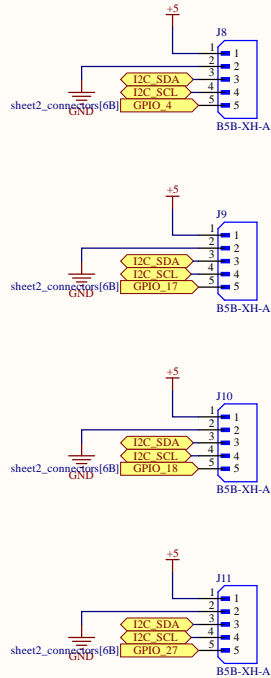 +5
J8
1 1
2 2
I2C_SDA 3 3
I2C_SCL 4 4
sheet2_connectors[6B] GPIO_4 5 5
GND
B5B-XH-A
+5
J9
1 1
2 2
I2C_SDA 3 3
I2C_SCL 4 4
sheet2_connectors[6B] GPIO_17 5 5
GND
B5B-XH-A
+5
J10
1 1
2 2
I2C_SDA 3 3
I2C_SCL 4 4
sheet2_connectors[6B] GPIO_18 5 5
GND
B5B-XH-A
+5
J11
1 1
2 2
I2C_SDA 3 3
I2C_SCL 4 4
sheet2_connectors[6B] GPIO_27 5 5
GND
B5B-XH-A